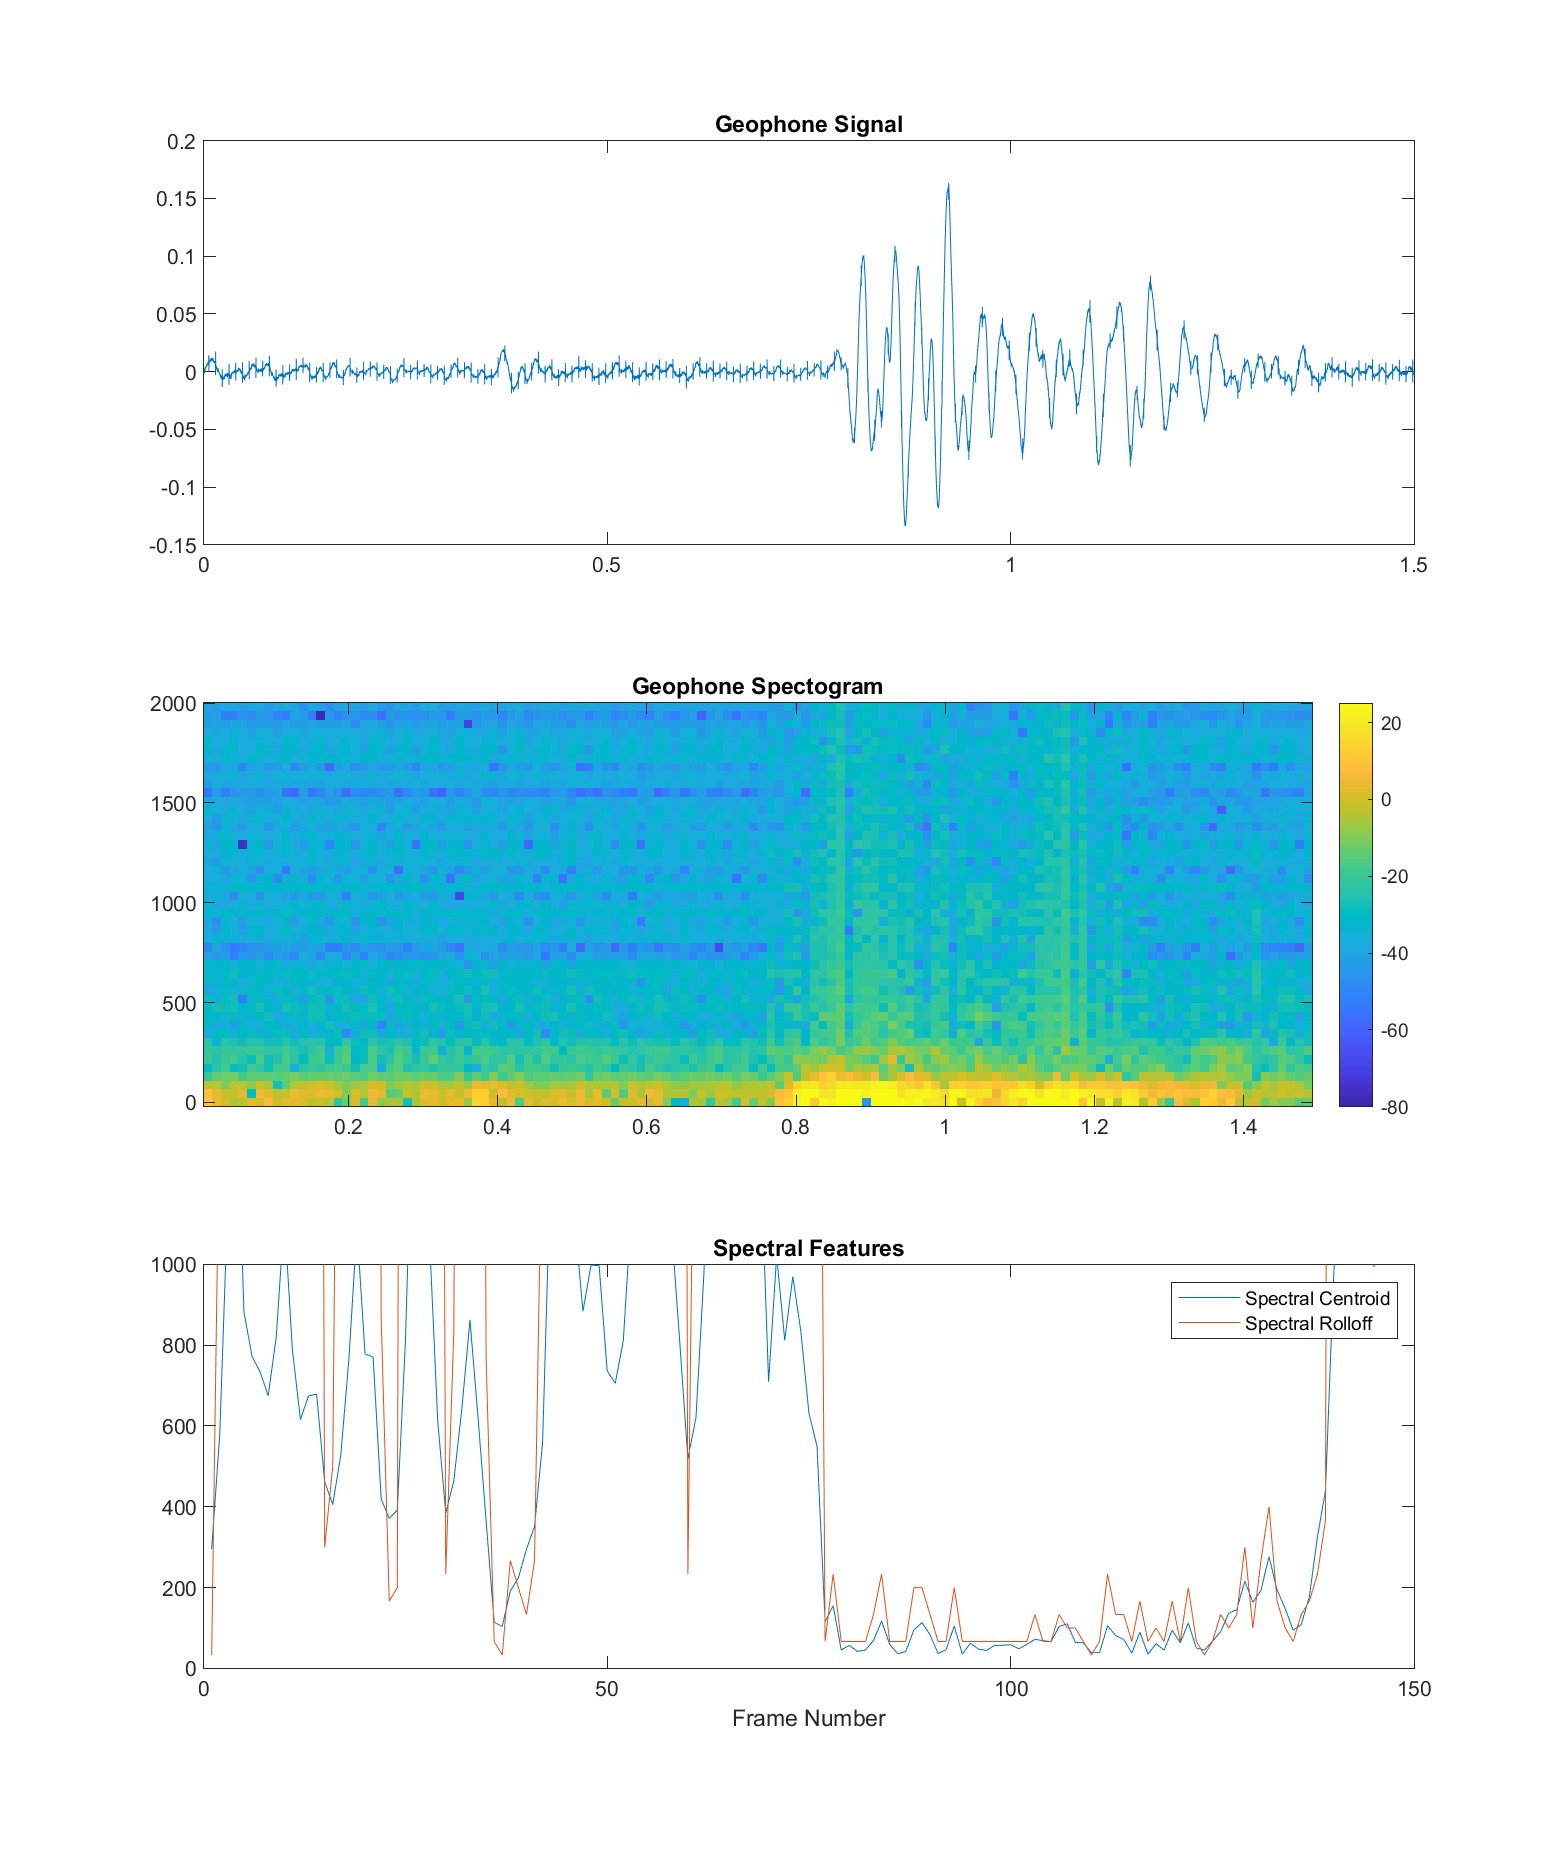 Geophone Signal
0.2
0.15
0.1
0.05
0
-0.05
-0.1
-0.15
0 0.5 1 1.5
Geophone Spectogram
2000
1500
1000
500
0
0.2 0.4 0.6 0.8 1 1.2 1.4
20
0
-20
-40
-60
-80
Spectral Features
1000
800
600
400
200
0
Spectral Centroid
Spectral Rolloff
0 50 100 150
Frame Number